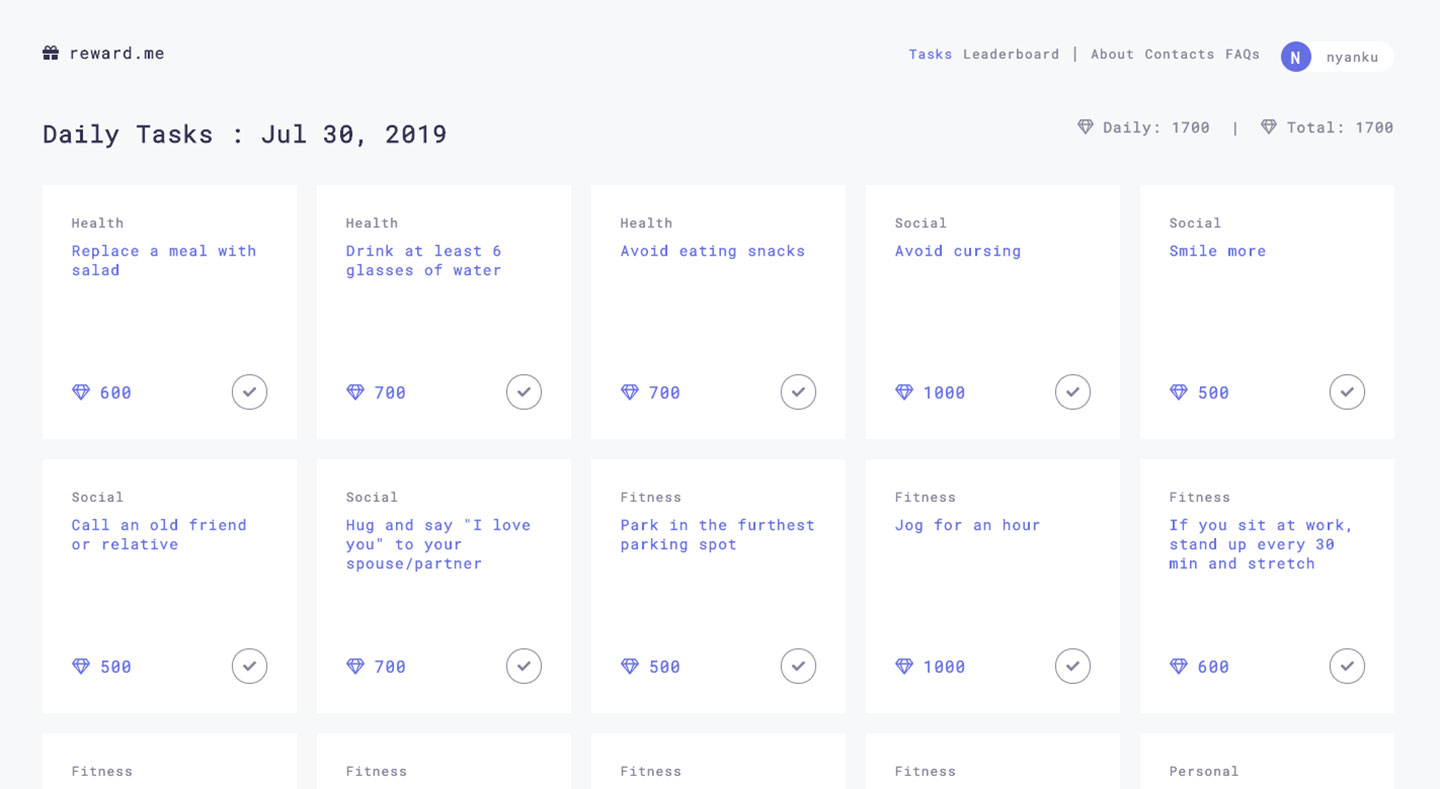 reward.me
Tasks Leaderboard | About Contacts FAQs N nyanku
Daily Tasks : Jul 30, 2019
Daily: 1700 | Total: 1700
Health
Replace a meal with
salad
600
Health
Drink at least 6
glasses of water
700
Health
Avoid eating snacks
700
Social
Avoid cursing
1000
Social
Smile more
500
Social
Call an old friend
or relative
500
Social
Hug and say "I love
you" to your
spouse/partner
700
Fitness
Park in the furthest
parking spot
500
Fitness
Jog for an hour
1000
Fitness
If you sit at work,
stand up every 30
min and stretch
600
Fitness
Fitness
Fitness
Fitness
Personal